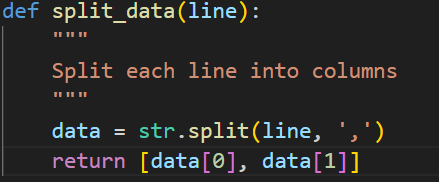 def split_data(line):
    """
    Split each line into columns
    """
    data = str.split(line, ',')
    return [data[0], data[1]]